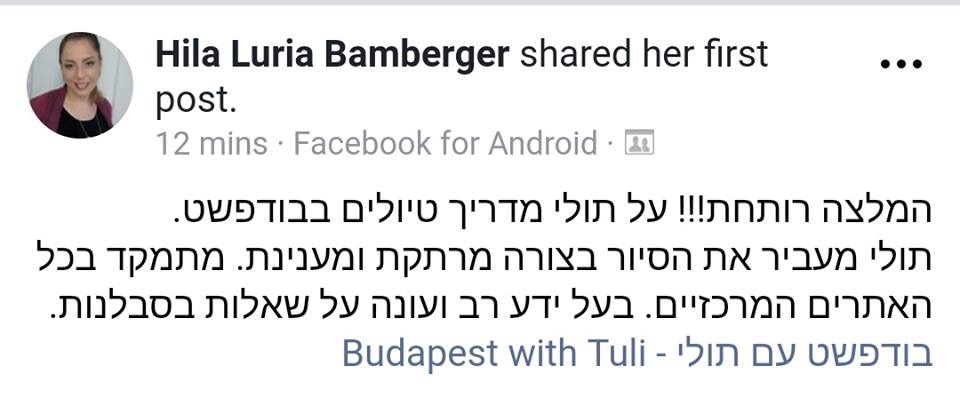 Hila Luria Bamberger shared her first
post.
12 mins · Facebook for Android ·
המלצה רותחת!!! על תולי מדריך טיולים בבודפשט.
תולי מעביר את הסיור בצורה מרתקת ומענינת. מתמקד בכל
האתרים המרכזיים. בעל ידע רב ועונה על שאלות בסבלנות.
בודפשט עם תולי - Budapest with Tuli